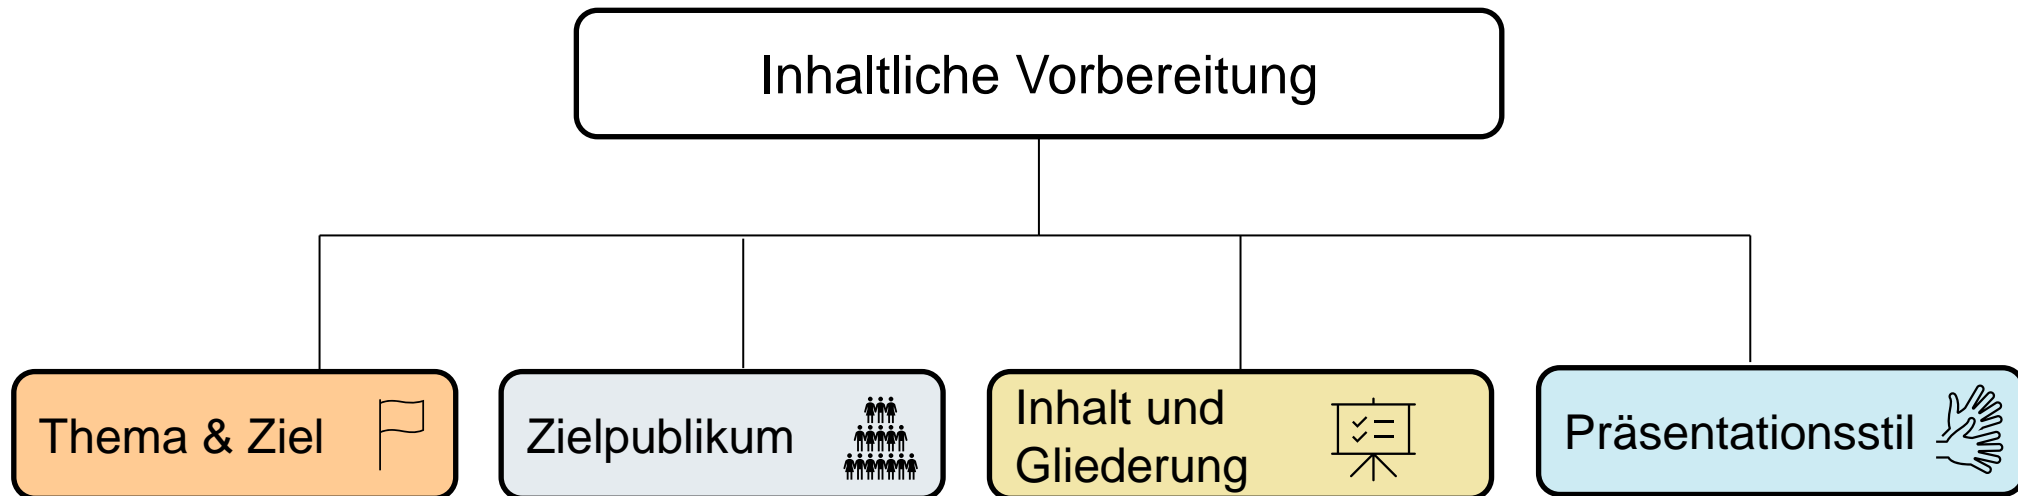 Inhaltliche Vorbereitung
Thema & Ziel
Zielpublikum
Inhalt und
Gliederung
Präsentationsstil